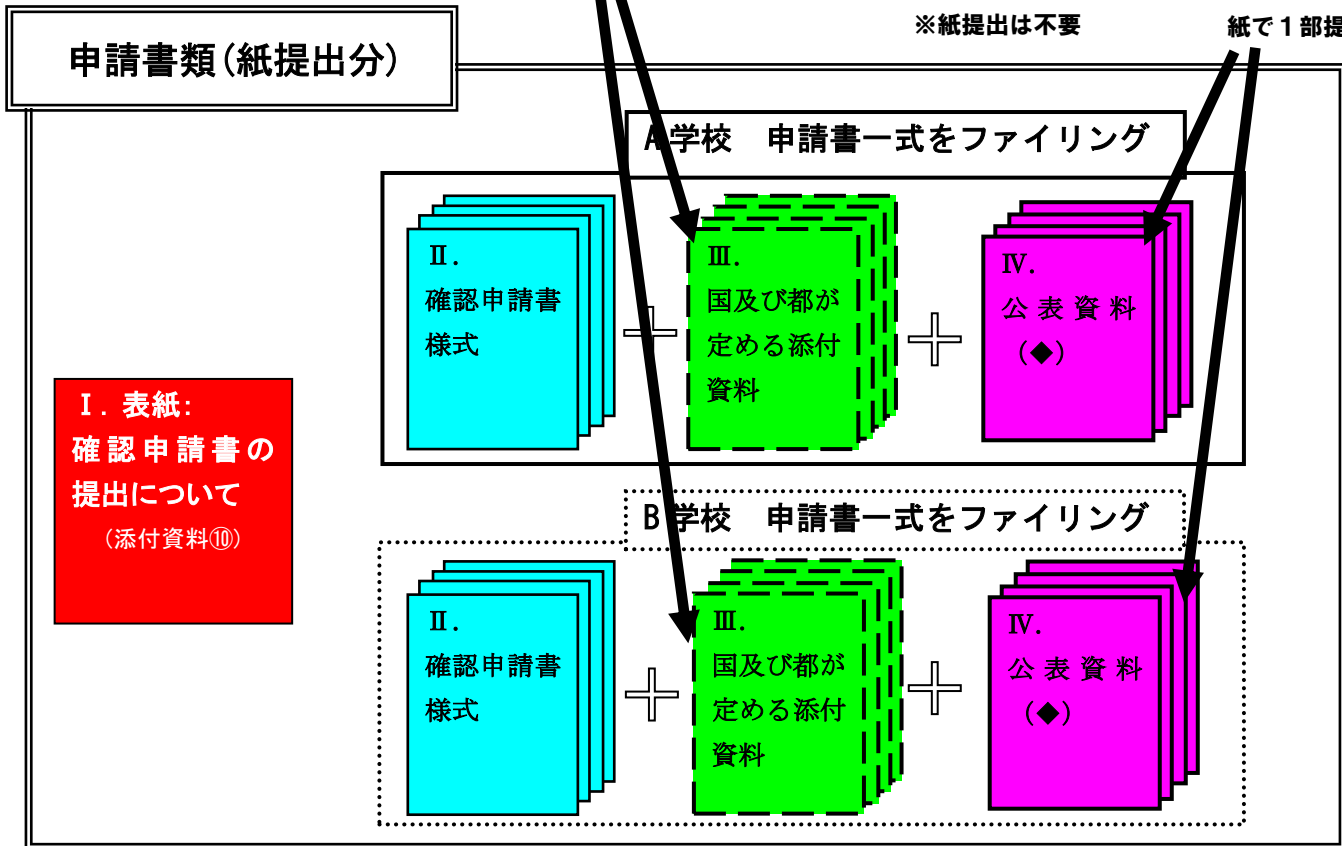 ※紙提出は不要
紙で1部提
申請書類(紙提出分)
A学校 申請書一式をファイリング
Ⅱ.
確認申請書
様式
Ⅲ.
国及び都が
定める添付
資料
Ⅳ.
公表資料
(◆)
Ⅰ.表紙:
確認申請書の
提出について
(添付資料⑩)
B学校 申請書一式をファイリング
Ⅱ.
確認申請書
様式
Ⅲ.
国及び都が
定める添付
資料
Ⅳ.
公表資料
(◆)